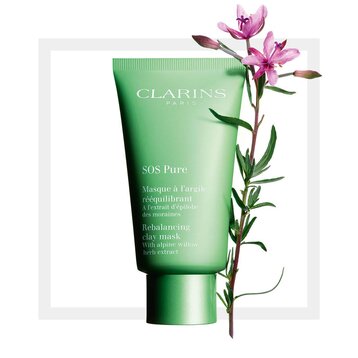 CLARINS
PARIS
SOS Pure
Masque à l'argile
rééquilibrant
A l'extrait d'épilobe
des moraines
Rebalancing
clay mask
With alpine willow
herb extract